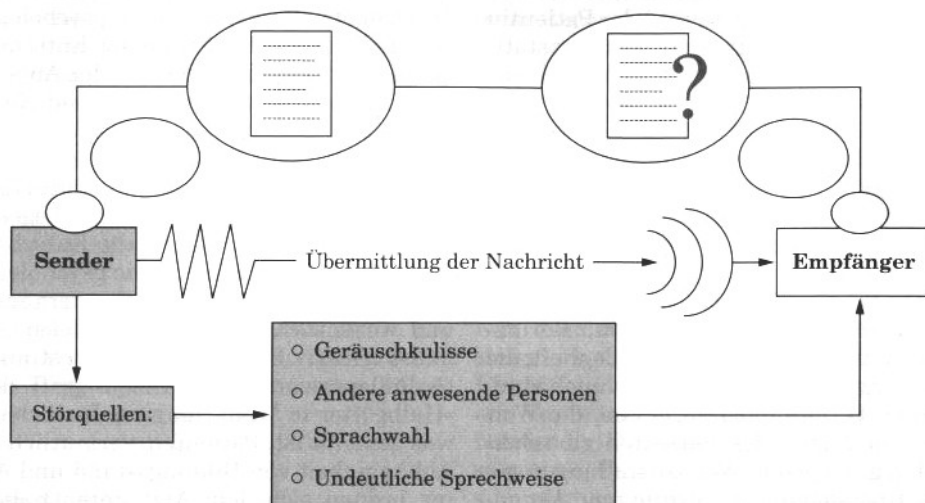 ?
Sender
Übermittlung der Nachricht
Empfänger
Störquellen:
○ Geräuschkulisse
○ Andere anwesende Personen
○ Sprachwahl
○ Undeutliche Sprechweise